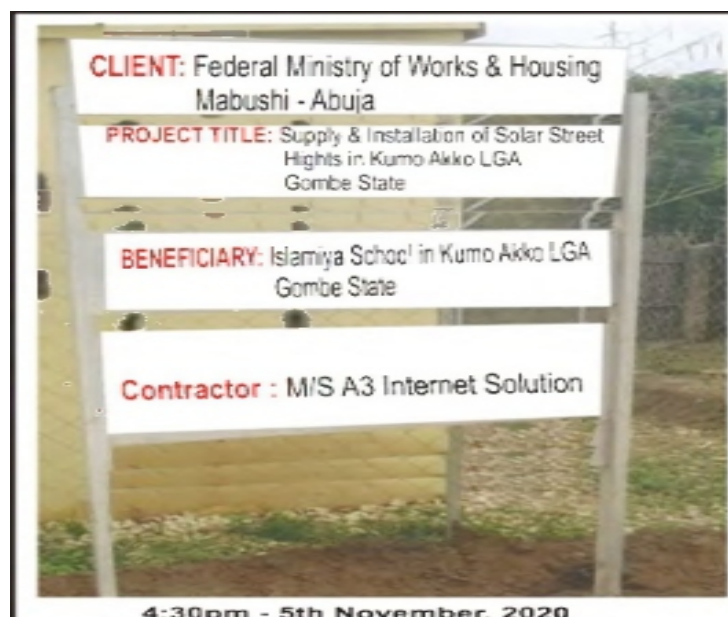 CLIENT: Federal Ministry of Works & Housing
Mabushi - Abuja
PROJECT TITLE: Supply & Installation of Solar Street
Hights in Kumo Akko LGA
Gombe State
BENEFICIARY: Islamiya School in Kumo Akko LGA
Gombe State
Contractor : M/S A3 Internet Solution
4:30pm - 5th November, 2020